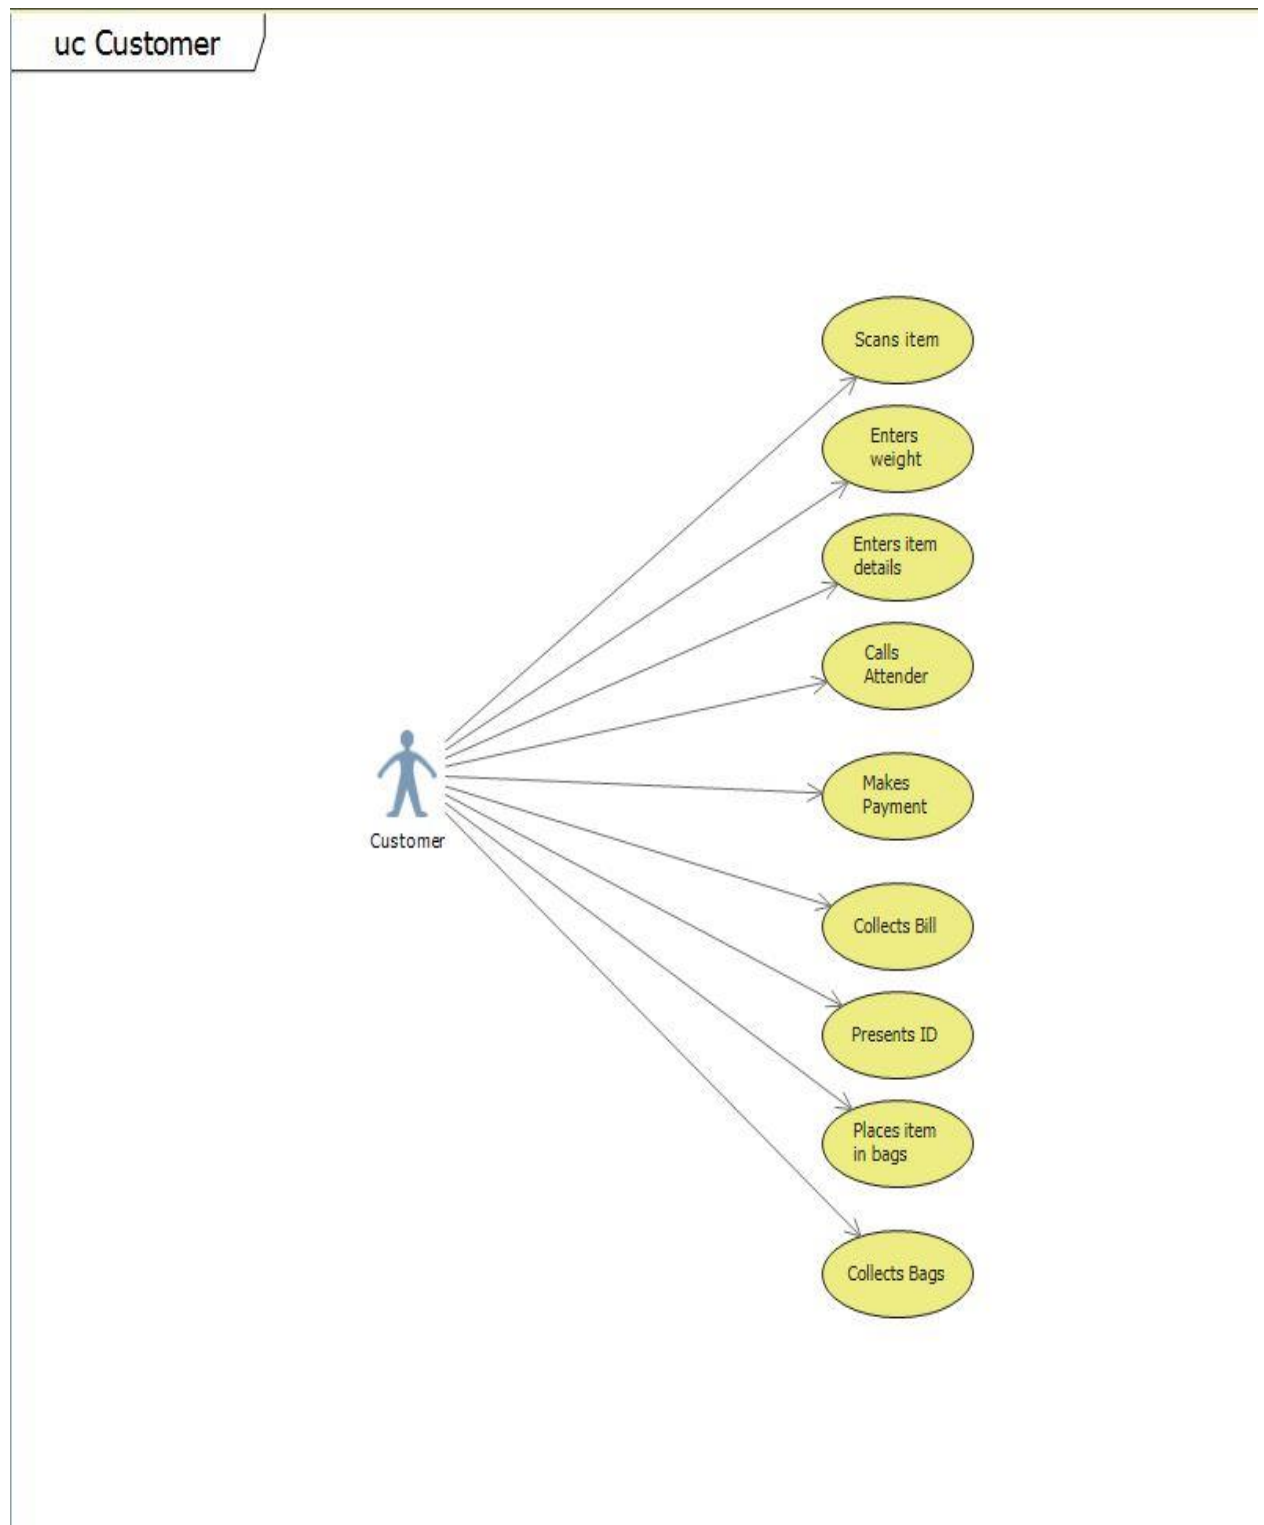 uc Customer
Scans item
Enters
weight
Enters item
details
Calls
Attender
Makes
Payment
Customer
Collects Bill
Presents ID
Places item
in bags
Collects Bags